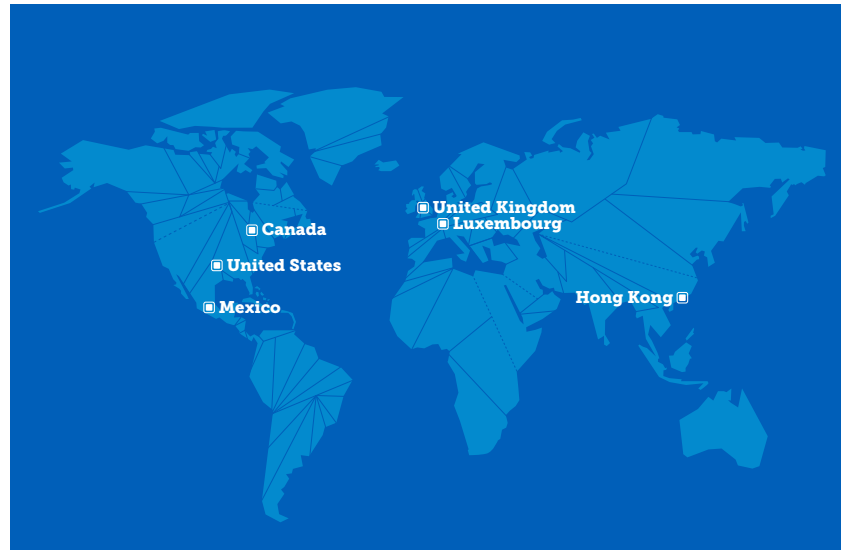 United Kingdom
Luxembourg
Canada
United States
Hong Kong
Mexico